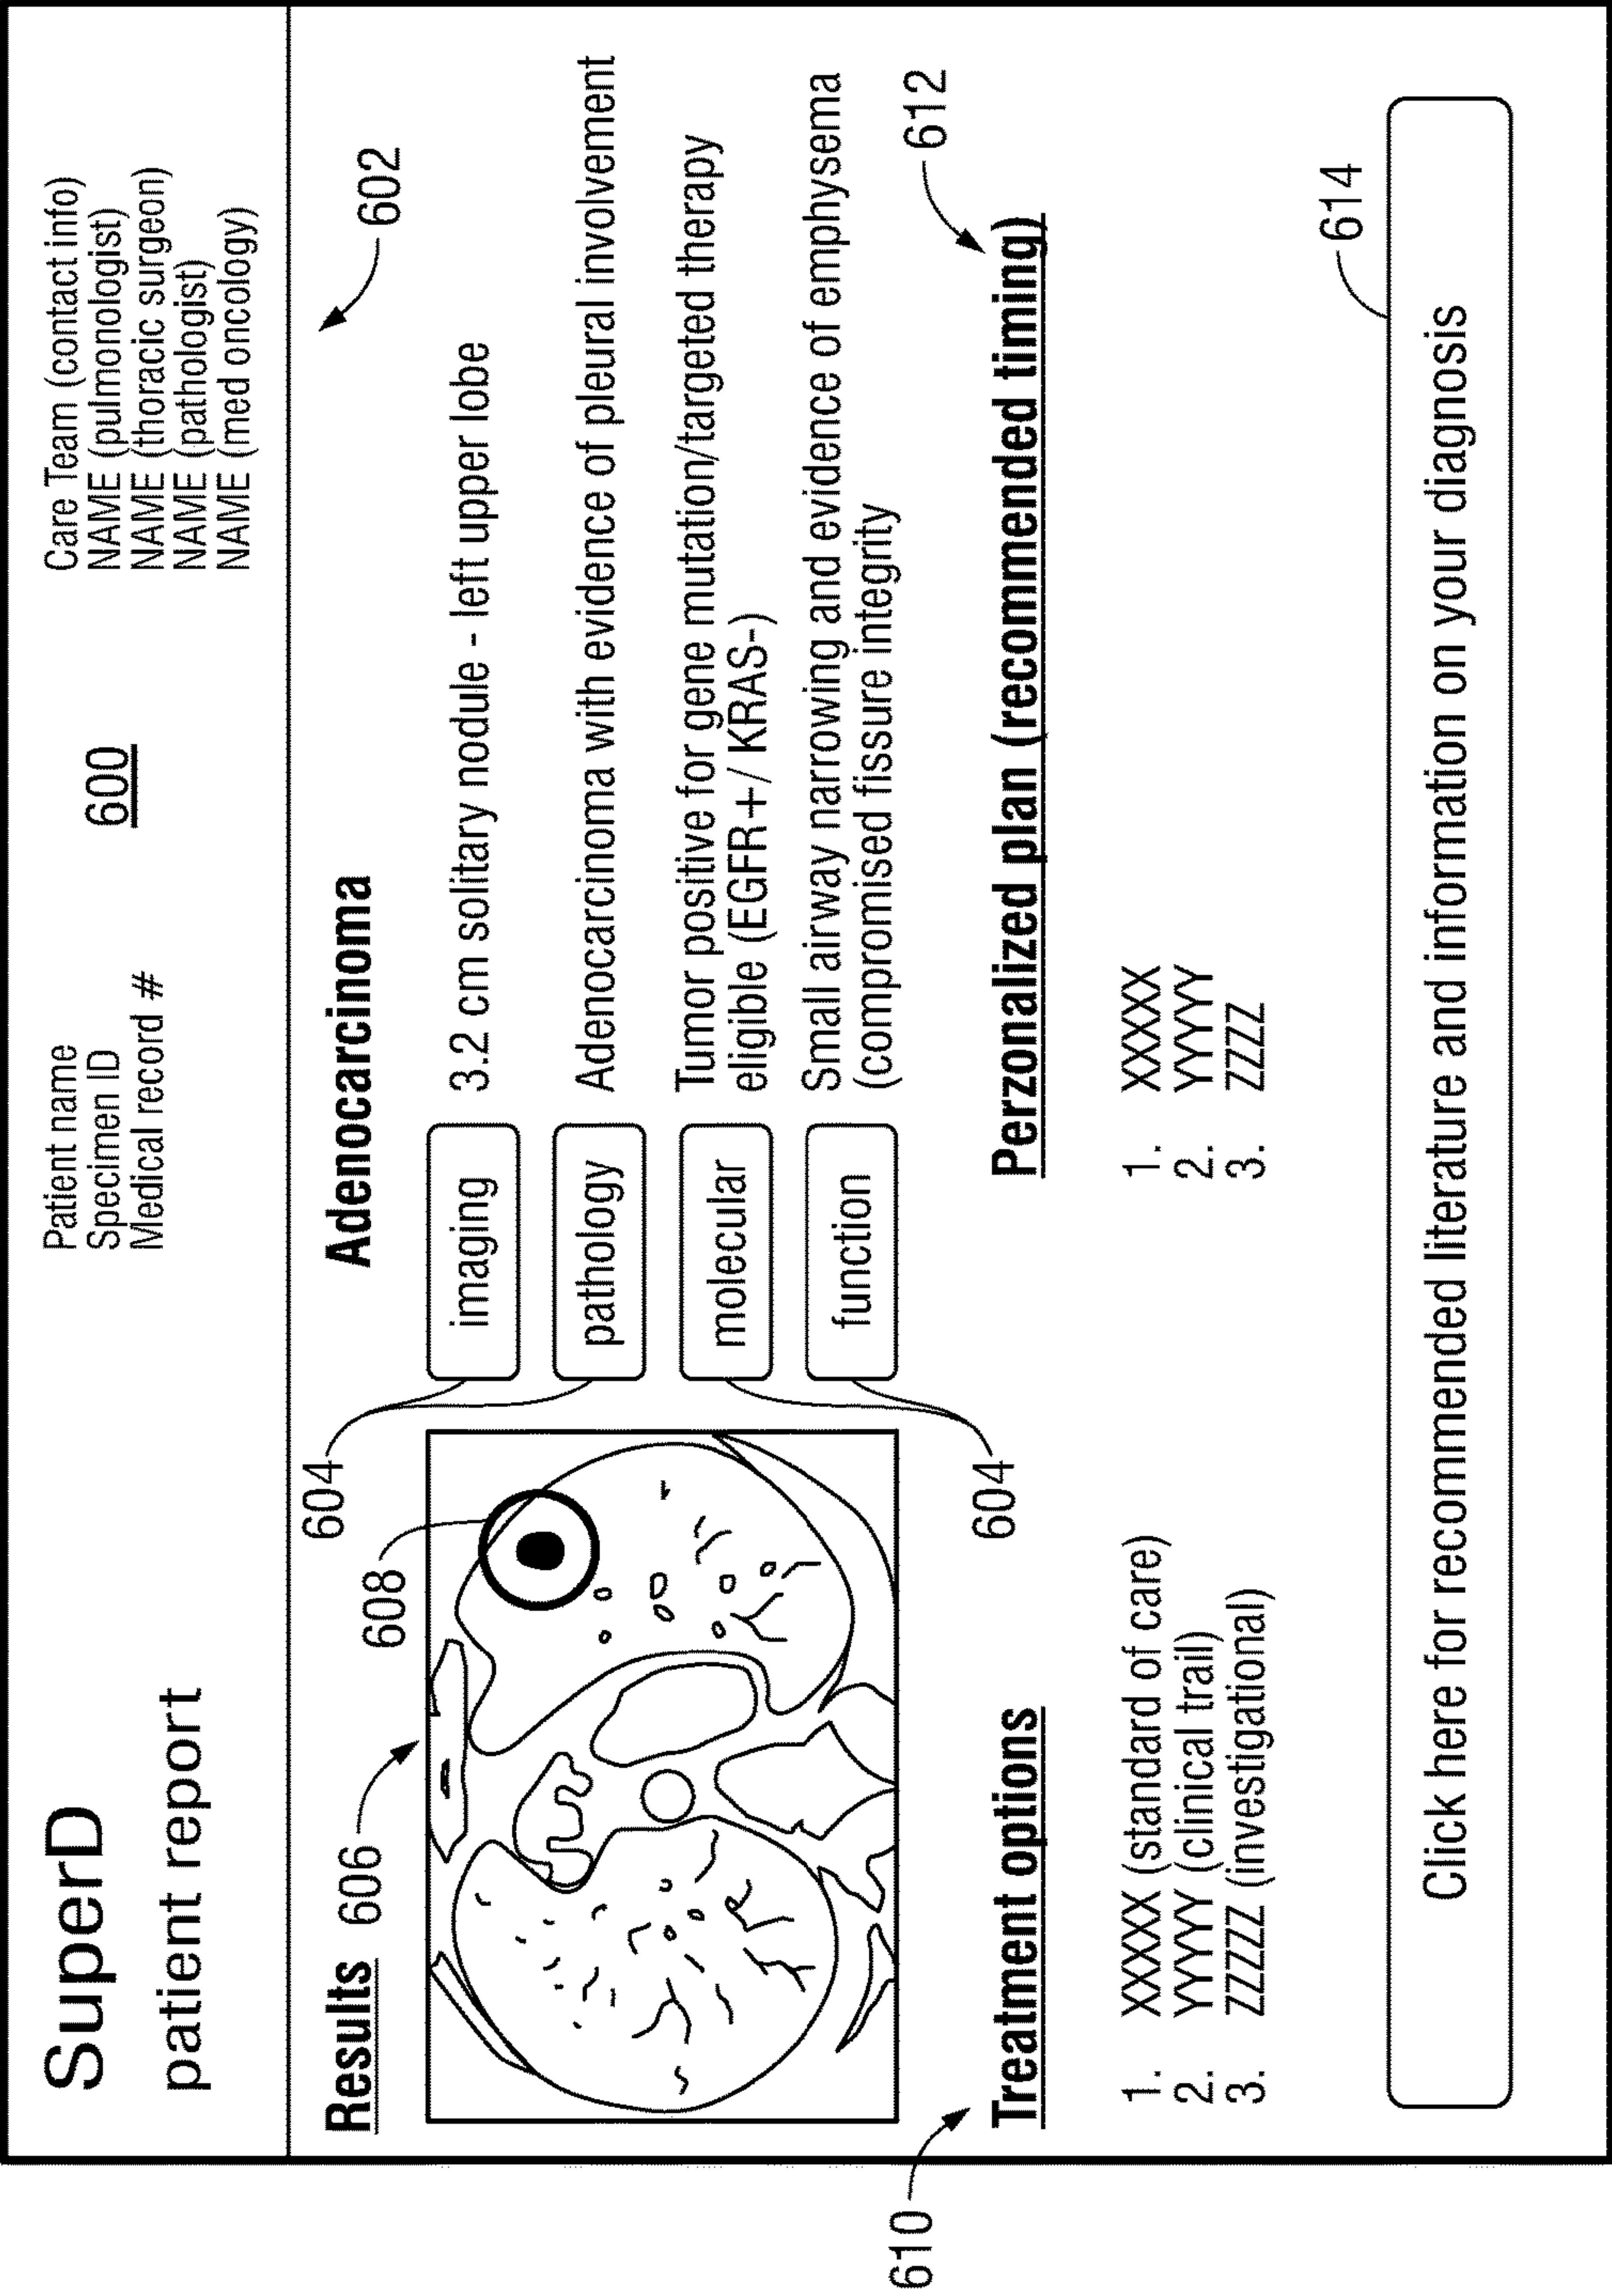 SuperD
patient report
Patient name
Specimen ID
Medical record #
600
Care Team (contact info)
NAME (pulmonologist)
NAME (thoracic surgeon)
NAME (pathologist)
NAME (med oncology)
602
Results
606
608
604
Adenocarcinoma
imaging
3.2 cm solitary nodule - left upper lobe
pathology
Adenocarcinoma with evidence of pleural involvement
molecular
Tumor positive for gene mutation/targeted therapy
eligible (EGFR+/ KRAS-)
function
Small airway narrowing and evidence of emphysema
(compromised fissure integrity
604
610
Treatment options
1. XXXXX (standard of care)
2. YYYYY (clinical trail)
3. ZZZZZ (investigational)
612
Perzonalized plan (recommended timing)
1. XXXXX
2. YYYYY
3. ZZZZ
614
Click here for recommended literature and information on your diagnosis